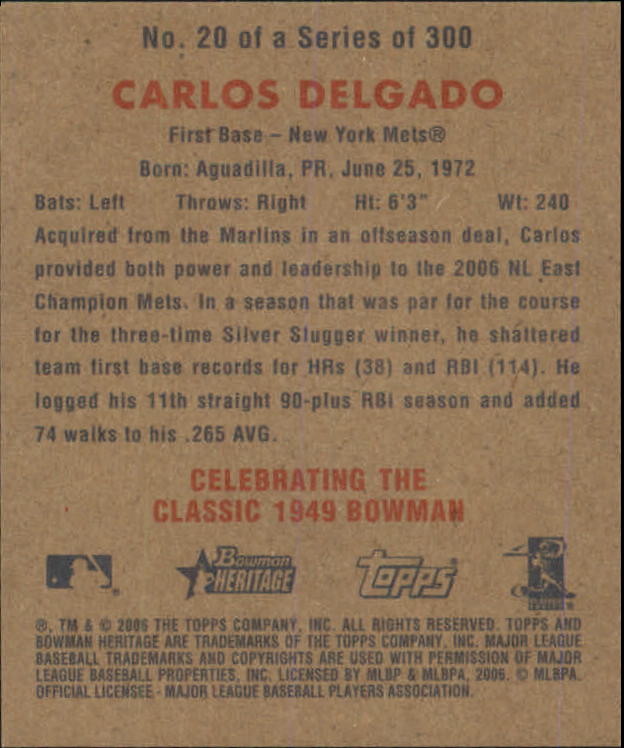 No. 20 of a Series of 300
CARLOS DELGADO
First Base – New York Mets®
Born: Aguadilla, PR, June 25, 1972
Bats: Left Throws: Right Ht: 6'3" Wt: 240
Acquired from the Marlins in an offseason deal, Carlos
provided both power and leadership to the 2006 NL East
Champion Mets. In a season that was par for the course
for the three-time Silver Slugger winner, he shattered
team first base records for HRs (38) and RBI (114). He
logged his 11th straight 90-plus RBI season and added
74 walks to his .265 AVG.
CELEBRATING THE
CLASSIC 1949 BOWMAN
Bowman
HERITAGE
TOPPS
®, TM & © 2006 THE TOPPS COMPANY, INC. ALL RIGHTS RESERVED. TOPPS AND
BOWMAN HERITAGE ARE TRADEMARKS OF THE TOPPS COMPANY, INC. MAJOR LEAGUE
BASEBALL TRADEMARKS AND COPYRIGHTS ARE USED WITH PERMISSION OF MAJOR
LEAGUE BASEBALL PROPERTIES, INC. LICENSED BY MLBP & MLBPA, 2006. © MLBPA.
OFFICIAL LICENSEE - MAJOR LEAGUE BASEBALL PLAYERS ASSOCIATION.